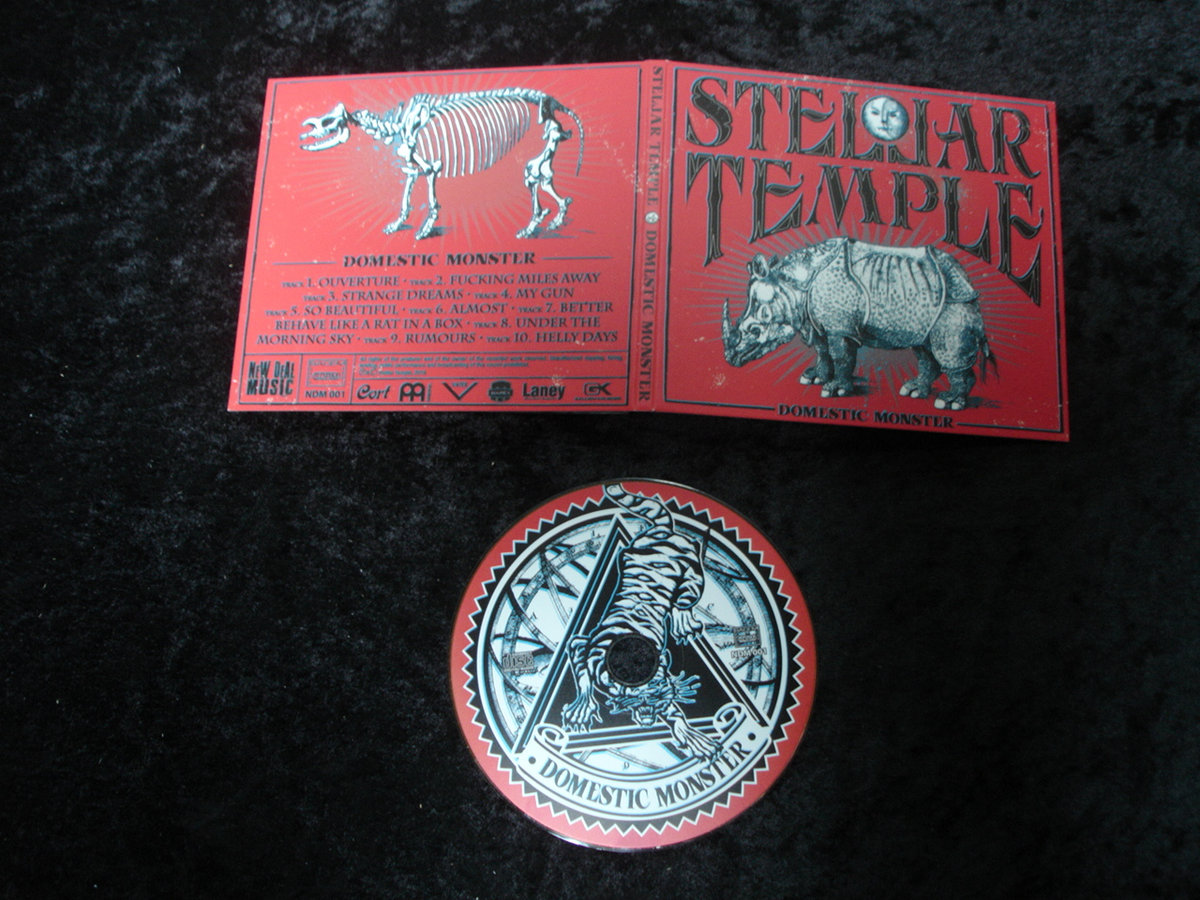 DOMESTIC MONSTER
TRACK 1. OUVERTURE · TRACK 2. FUCKING MILES AWAY
TRACK 3. STRANGE DREAMS · TRACK 4. MY GUN
TRACK 5. SO BEAUTIFUL · TRACK 6. ALMOST · TRACK 7. BETTER
BEHAVE LIKE A RAT IN A BOX · TRACK 8. UNDER THE
MORNING SKY · TRACK 9. RUMOURS · TRACK 10. HELLY DAYS
NEW DEAL
MUSIC
NDM 001
Cort
Laney
STELLAR TEMPLE DOMESTIC MONSTER
STELLAR
TEMPLE
DOMESTIC MONSTER
NDM 001
· DOMESTIC MONSTER ·